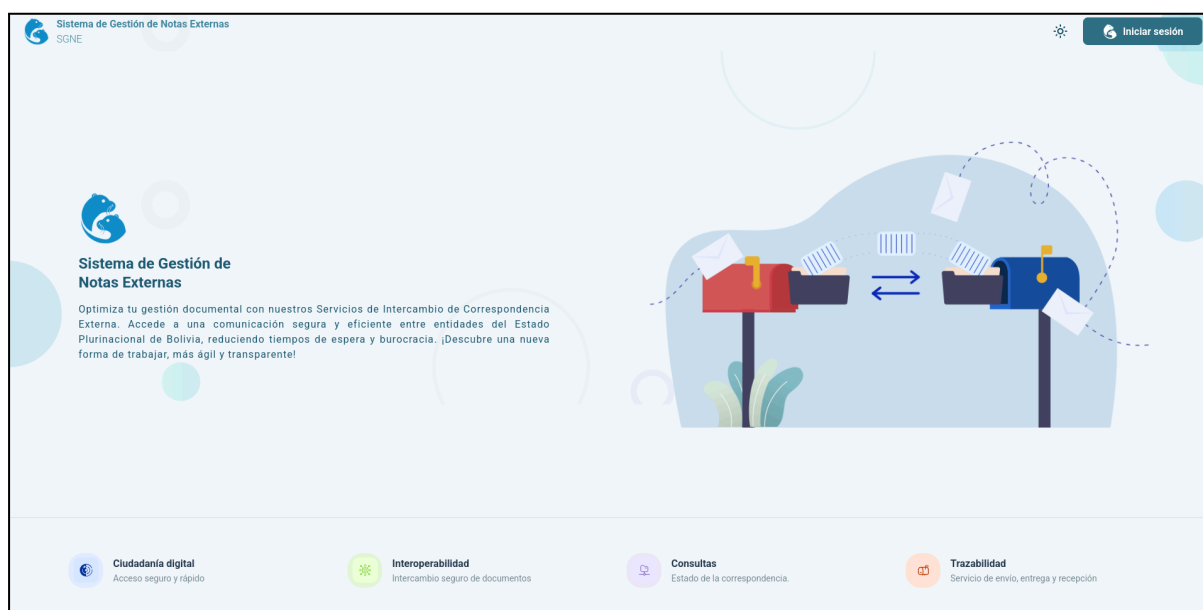 Sistema de Gestión de Notas Externas
SGNE
Iniciar sesión
Sistema de Gestión de
Notas Externas
Optimiza tu gestión documental con nuestros Servicios de Intercambio de Correspondencia
Externa. Accede a una comunicación segura y eficiente entre entidades del Estado
Plurinacional de Bolivia, reduciendo tiempos de espera y burocracia. ¡Descubre una nueva
forma de trabajar, más ágil y transparente!
Ciudadanía digital
Acceso seguro y rápido
Interoperabilidad
Intercambio seguro de documentos
Consultas
Estado de la correspondencia.
Trazabilidad
Servicio de envío, entrega y recepción